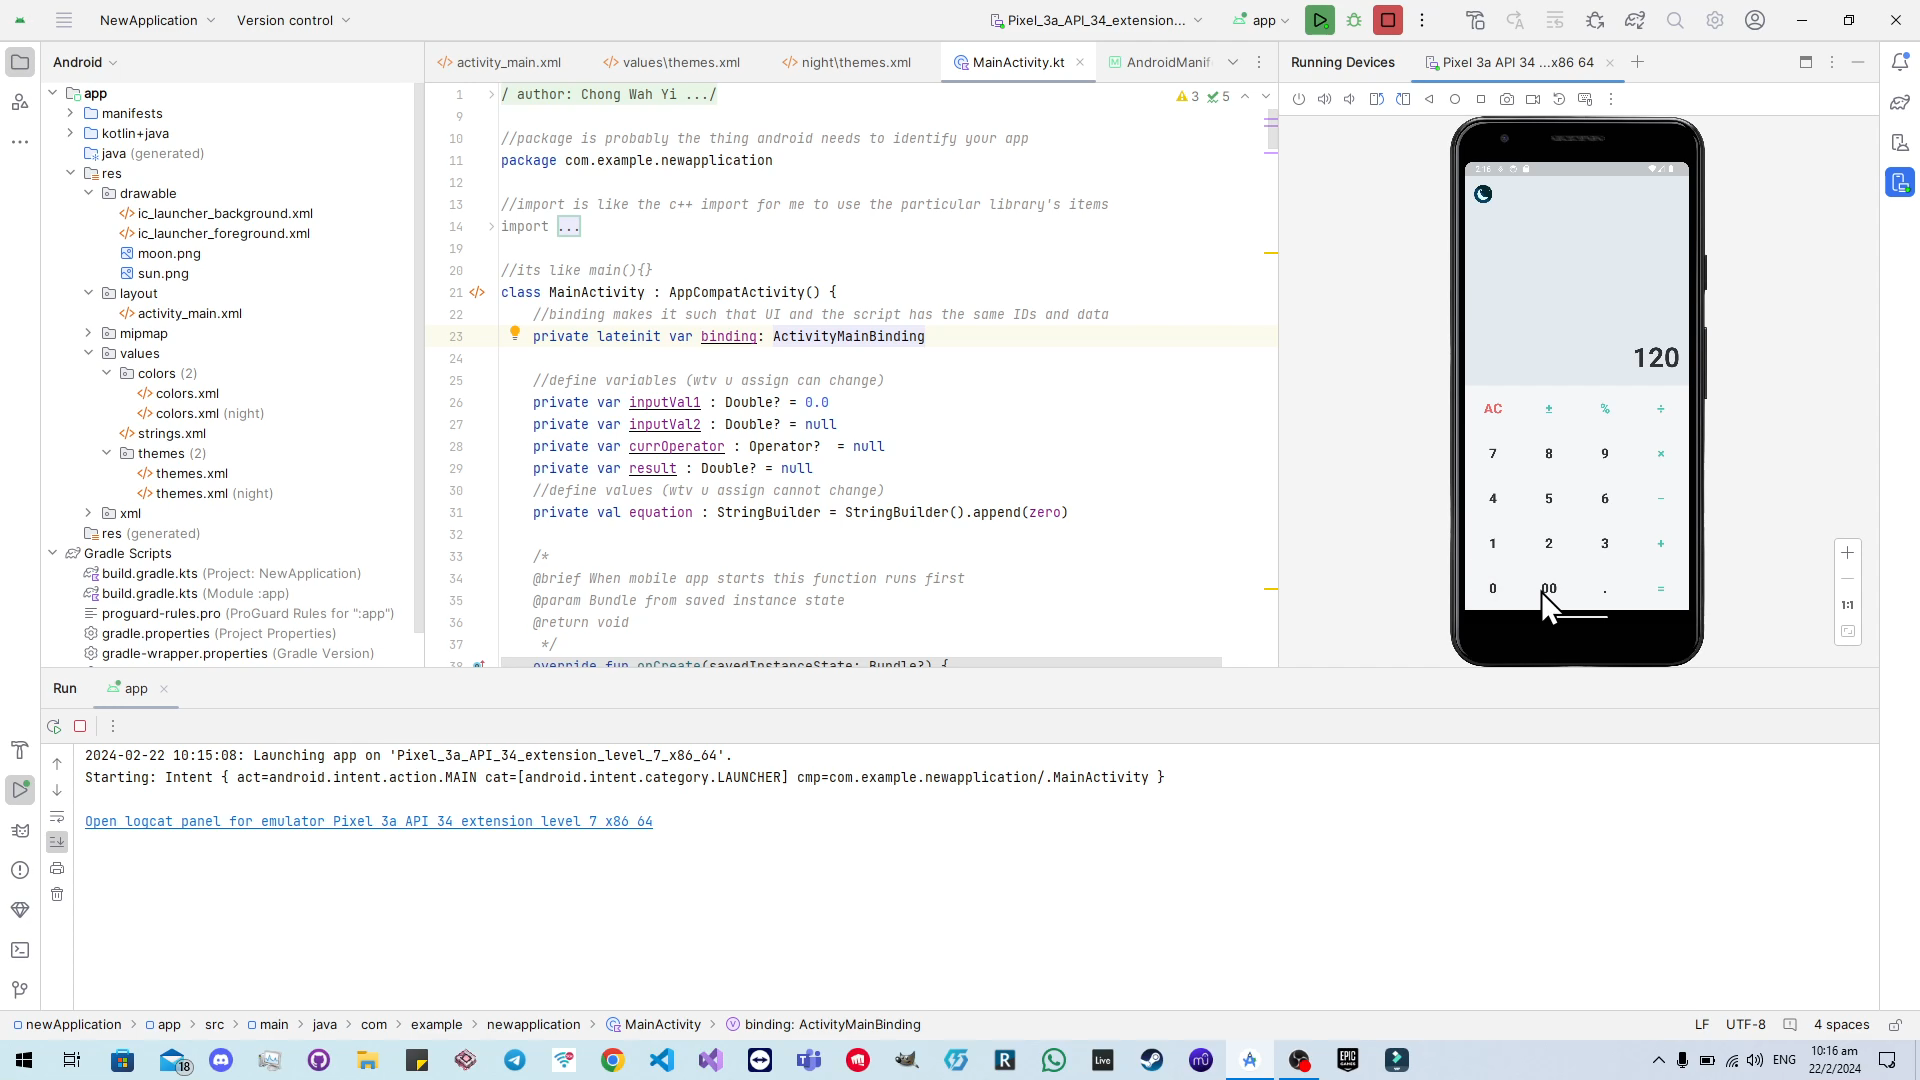 NewApplication
Version control
Pixel_3a_API_34_extension...
app
Android
activity_main.xml
values\themes.xml
night\themes.xml
MainActivity.kt
AndroidManif
Running Devices
Pixel 3a API 34 ...x86 64
app
manifests
kotlin+java
java (generated)
res
drawable
ic_launcher_background.xml
ic_launcher_foreground.xml
moon.png
sun.png
layout
activity_main.xml
mipmap
values
colors (2)
colors.xml
colors.xml (night)
strings.xml
themes (2)
themes.xml
themes.xml (night)
xml
res (generated)
Gradle Scripts
build.gradle.kts (Project: NewApplication)
build.gradle.kts (Module :app)
proguard-rules.pro (ProGuard Rules for ":app")
gradle.properties (Project Properties)
gradle-wrapper.properties (Gradle Version)
3 5
1 / author: Chong Wah Yi .../
9
10 //package is probably the thing android needs to identify your app
11 package com.example.newapplication
12
13 //import is like the c++ import for me to use the particular library's items
14 import ...
19
20 //its like main(){}
21 class MainActivity : AppCompatActivity() {
22 //binding makes it such that UI and the script has the same IDs and data
23 private lateinit var binding: ActivityMainBinding
24
25 //define variables (wtv u assign can change)
26 private var inputVal1 : Double? = 0.0
27 private var inputVal2 : Double? = null
28 private var currOperator : Operator? = null
29 private var result : Double? = null
30 //define values (wtv u assign cannot change)
31 private val equation : StringBuilder = StringBuilder().append(zero)
32
33 /*
34 @brief When mobile app starts this function runs first
35 @param Bundle from saved instance state
36 @return void
37 */
38 override fun onCreate(savedInstanceState: Bundle?) {
2:16
120
AC ± % ÷
7 8 9 ×
4 5 6 −
1 2 3 +
0 00 . =
1:1
Run
app
2024-02-22 10:15:08: Launching app on 'Pixel_3a_API_34_extension_level_7_x86_64'.
Starting: Intent { act=android.intent.action.MAIN cat=[android.intent.category.LAUNCHER] cmp=com.example.newapplication/.MainActivity }
Open logcat panel for emulator Pixel 3a API 34 extension level 7 x86 64
newApplication > app > src > main > java > com > example > newapplication > MainActivity > binding: ActivityMainBinding
LF UTF-8 4 spaces
18
Live
mü
EPIC GAMES
ENG
10:16 am
22/2/2024